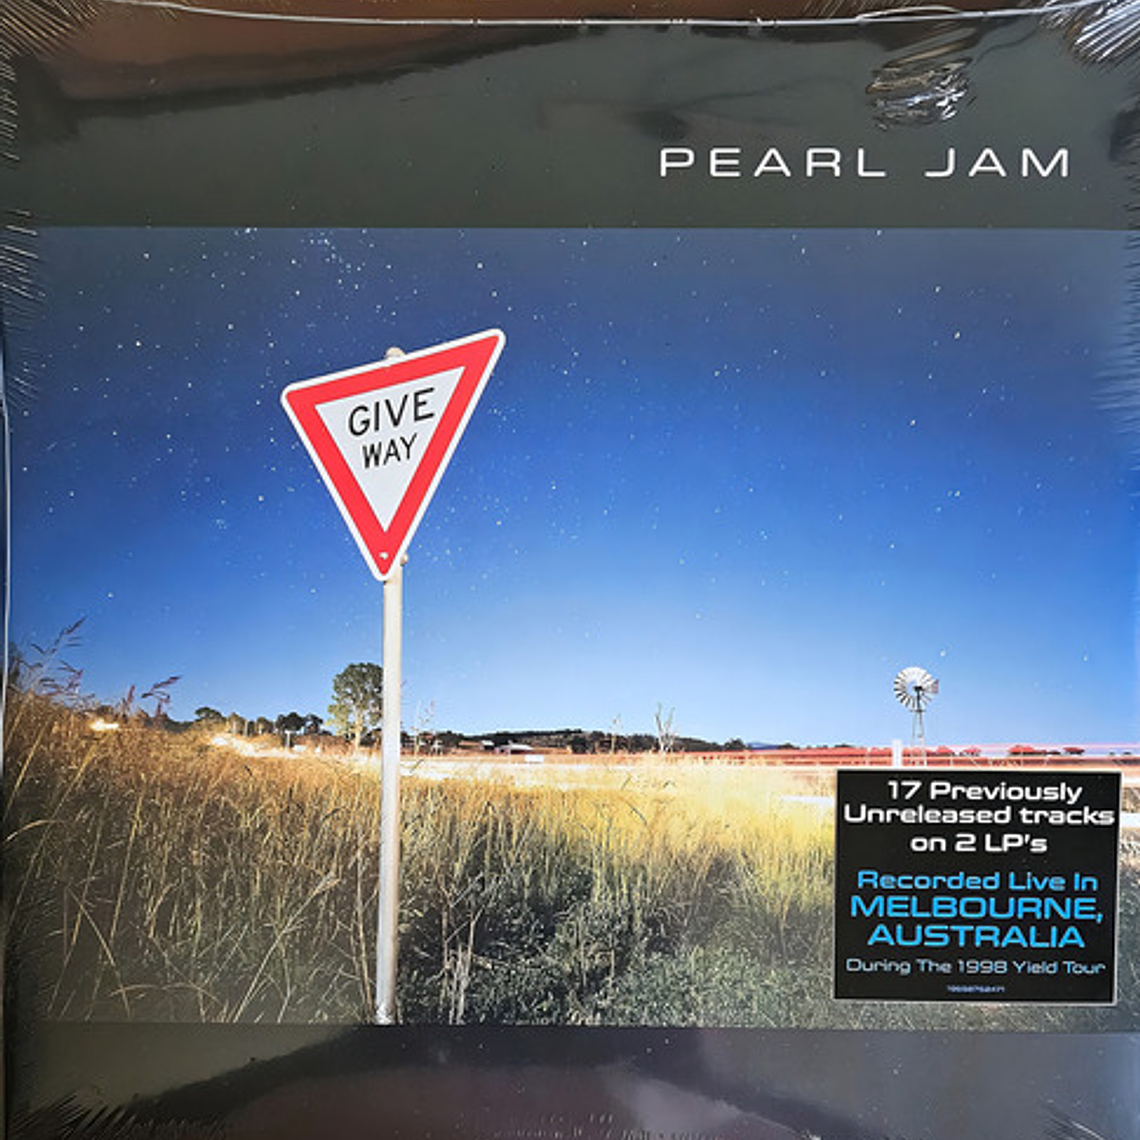 PEARL JAM
GIVE
WAY
17 Previously
Unreleased tracks
on 2 LP's
Recorded Live In
MELBOURNE,
AUSTRALIA
During The 1998 Yield Tour